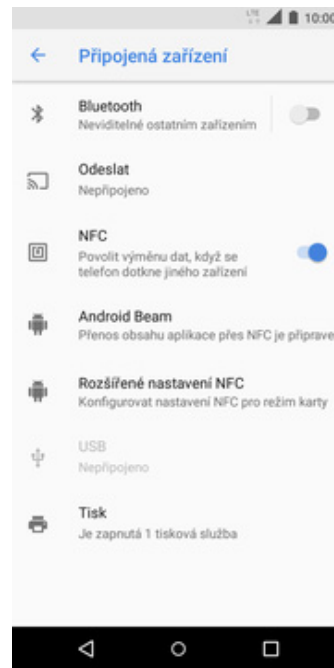 LTE 10:00
Připojená zařízení
Bluetooth
Neviditelné ostatním zařízením
Odeslat
Nepřipojeno
NFC
Povolit výměnu dat, když se
telefon dotkne jiného zařízení
Android Beam
Přenos obsahu aplikace přes NFC je připrave
Rozšířené nastavení NFC
Konfigurovat nastavení NFC pro režim karty
USB
Nepřipojeno
Tisk
Je zapnutá 1 tisková služba